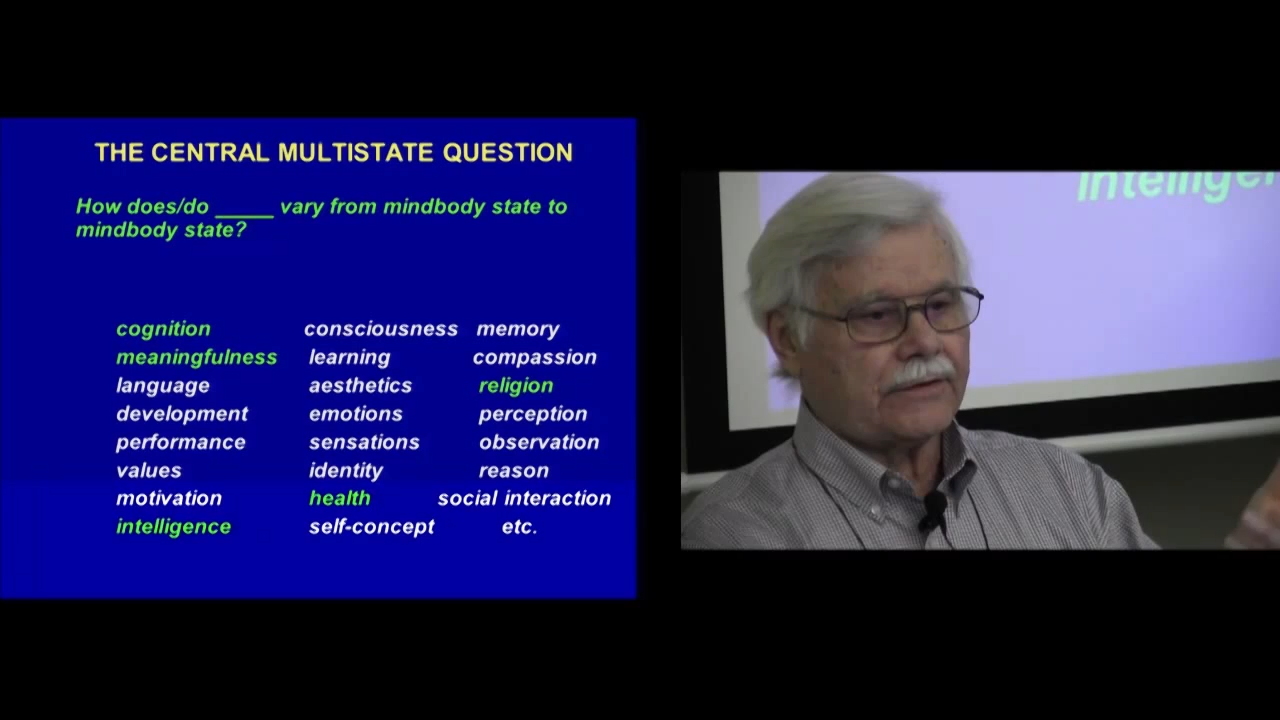 THE CENTRAL MULTISTATE QUESTION
How does/do _____ vary from mindbody state to
mindbody state?
cognition consciousness memory
meaningfulness learning compassion
language aesthetics religion
development emotions perception
performance sensations observation
values identity reason
motivation health social interaction
intelligence self-concept etc.